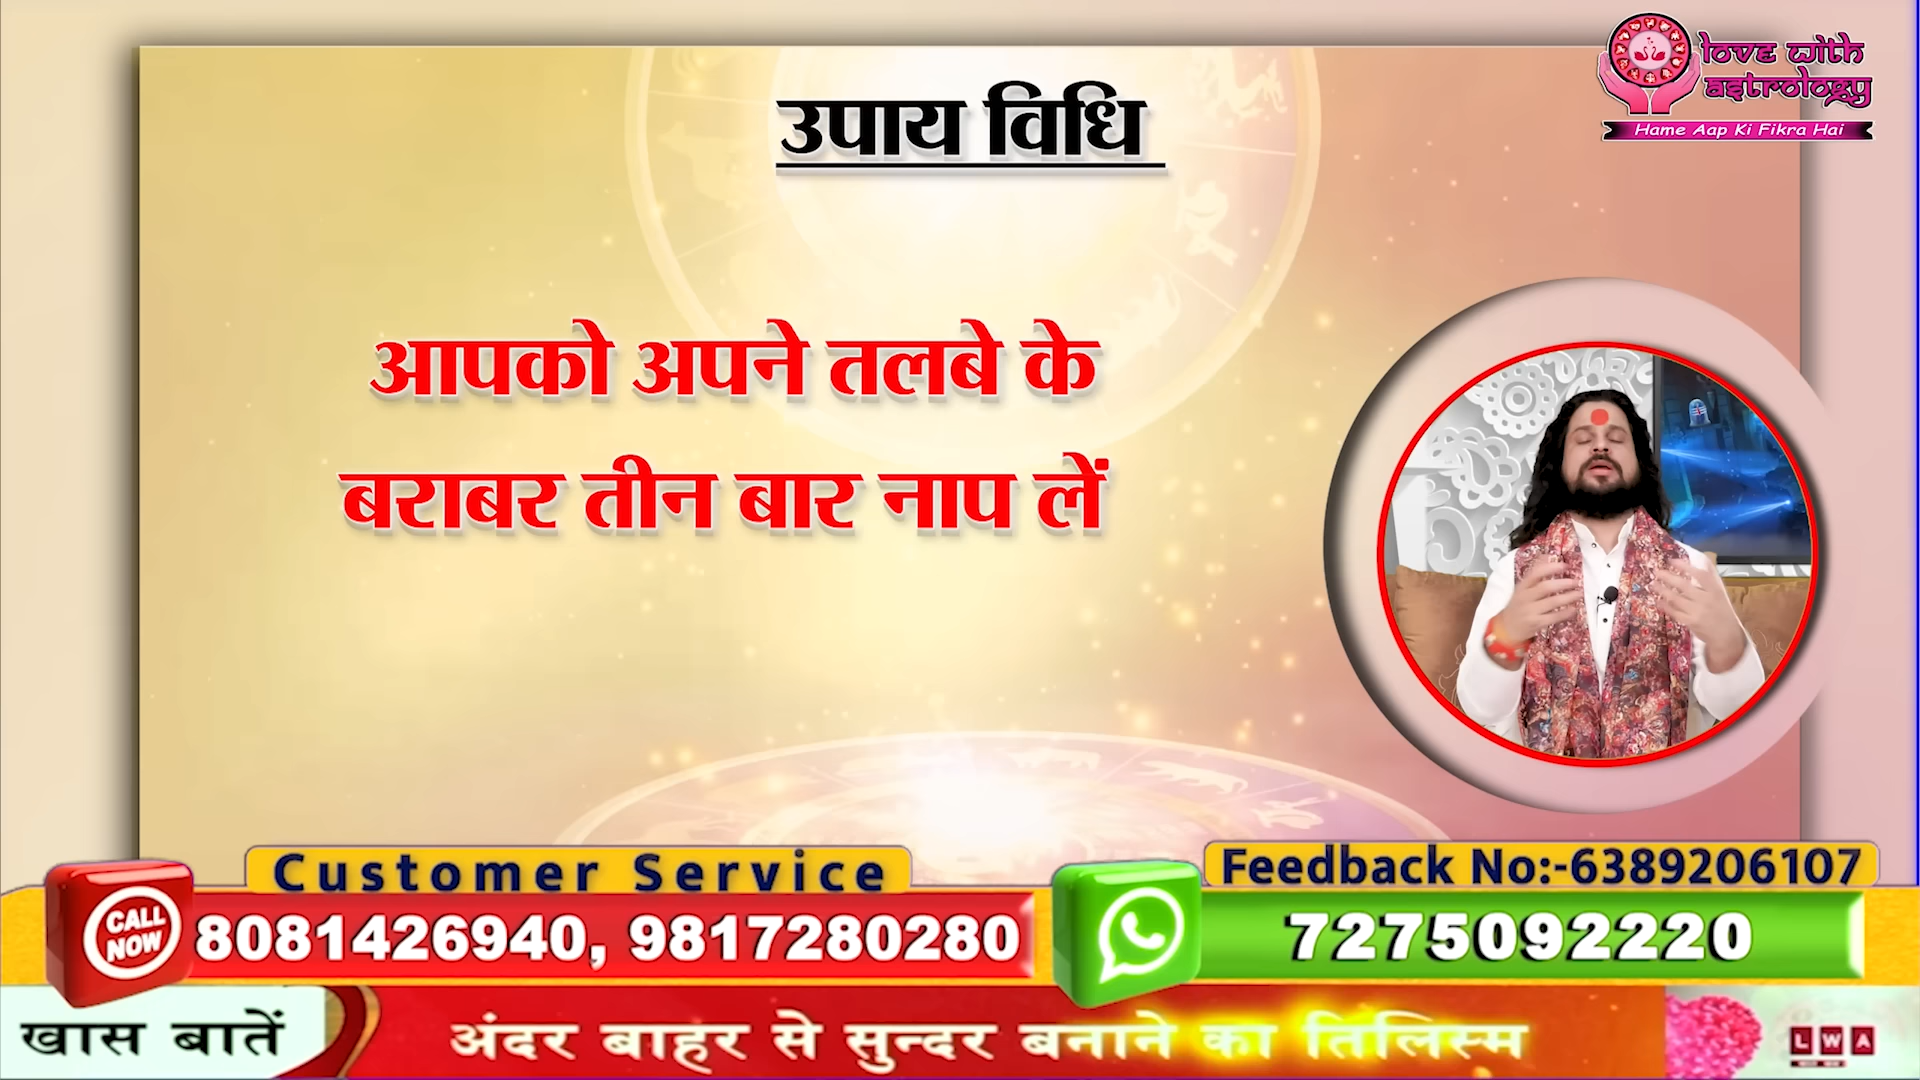 love with
astrology
Hame Aap Ki Fikra Hai
उपाय विधि
आपको अपने तलबे के
बराबर तीन बार नाप लें
Customer Service
Feedback No:-6389206107
CALL
NOW
8081426940, 9817280280
7275092220
खास बातें
अंदर बाहर से सुन्दर बनाने का तिलिस्म
LWA